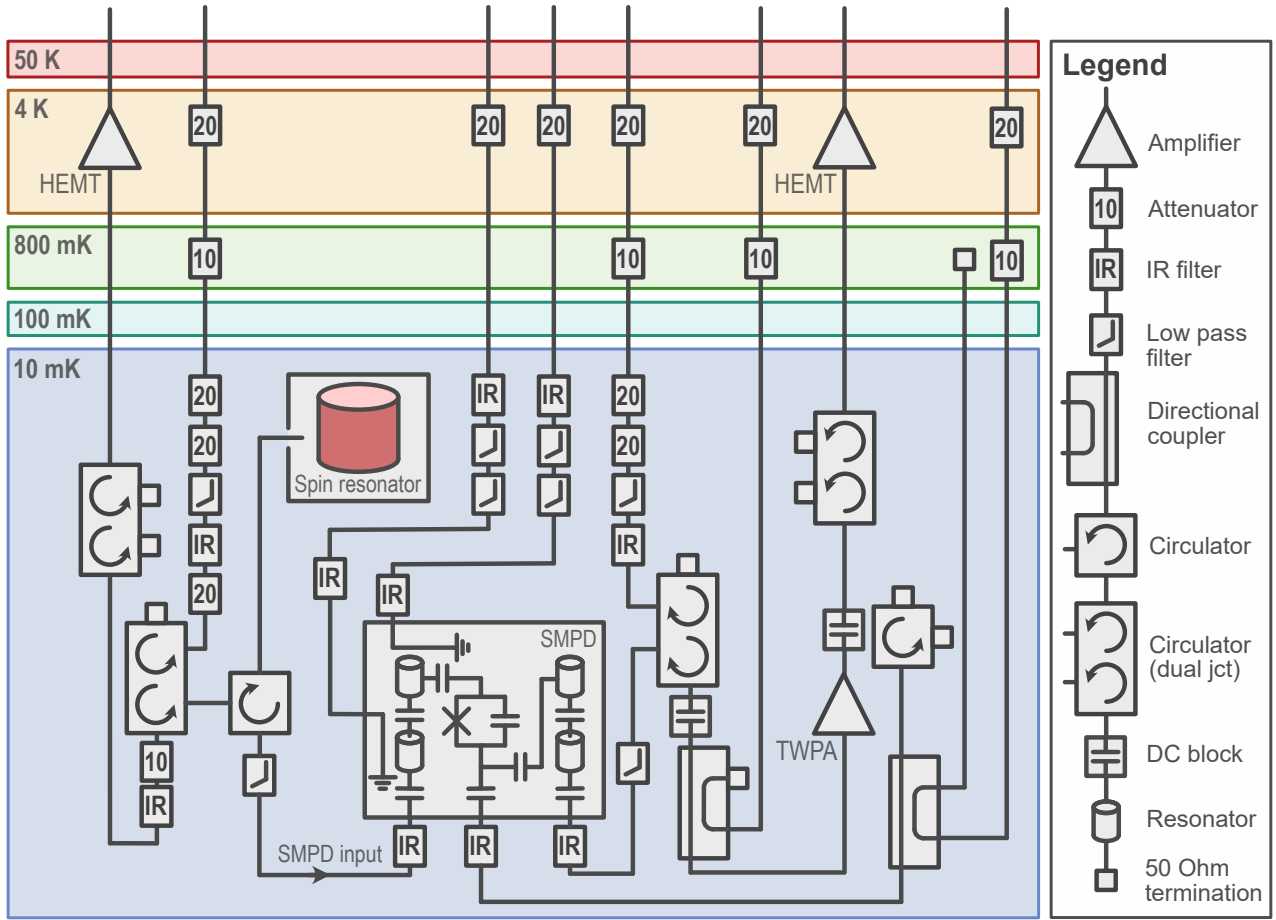 50 K
4 K
20
20
20
20
20
20
HEMT
HEMT
800 mK
10
10
10
10
100 mK
10 mK
20
IR
IR
20
20
20
Spin resonator
IR
IR
20
IR
IR
SMPD
10
IR
TWPA
SMPD input
IR
IR
IR
Legend
Amplifier
10
Attenuator
IR
IR filter
Low pass
filter
Directional
coupler
Circulator
Circulator
(dual jct)
DC block
Resonator
50 Ohm
termination